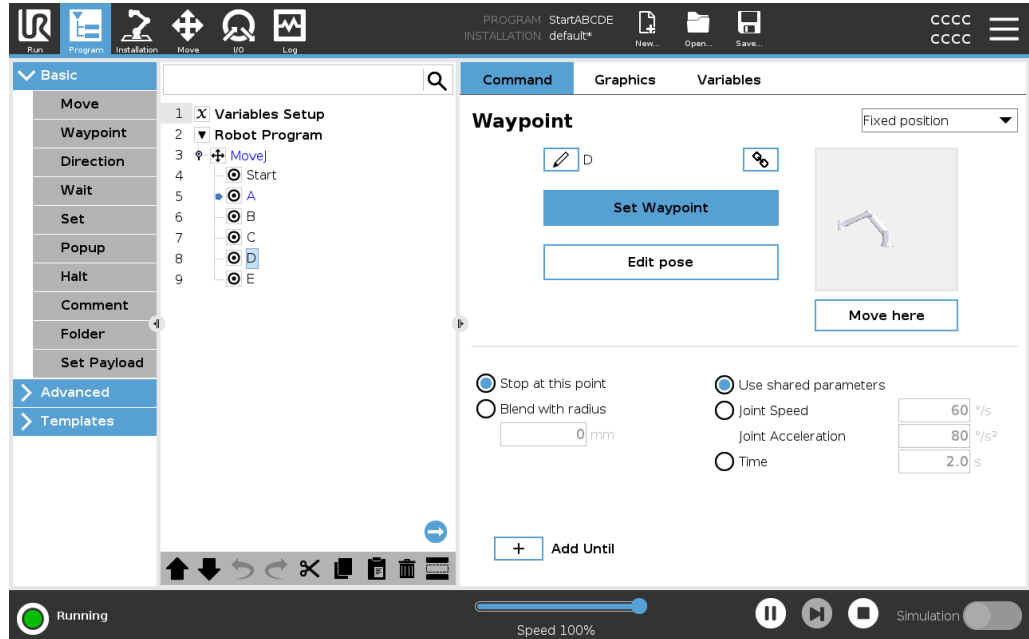 UR
PROGRAM StartABCDE
INSTALLATION default*
CCCC
CCCC
Run Program Installation Move I/O Log New... Open... Save...
Basic
Move
Waypoint
Direction
Wait
Set
Popup
Halt
Comment
Folder
Set Payload
Advanced
Templates
1 X Variables Setup
2 Robot Program
3 MoveJ
4 Start
5 A
6 B
7 C
8 D
9 E
Command Graphics Variables
Waypoint Fixed position
D
Set Waypoint
Edit pose
Move here
Stop at this point
Blend with radius
0 mm
Use shared parameters
Joint Speed 60 °/s
Joint Acceleration 80 °/s²
Time 2.0 s
+ Add Until
Running
Speed 100%
Simulation